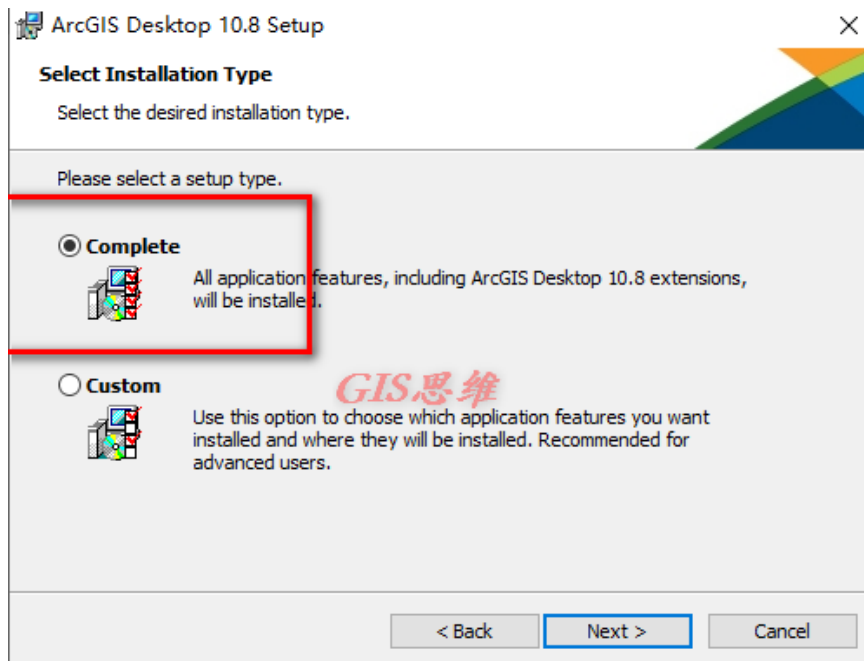 ArcGIS Desktop 10.8 Setup
Select Installation Type
Select the desired installation type.
Please select a setup type.
Complete
All application features, including ArcGIS Desktop 10.8 extensions,
will be installed.
GIS思维
Custom
Use this option to choose which application features you want
installed and where they will be installed. Recommended for
advanced users.
< Back
Next >
Cancel